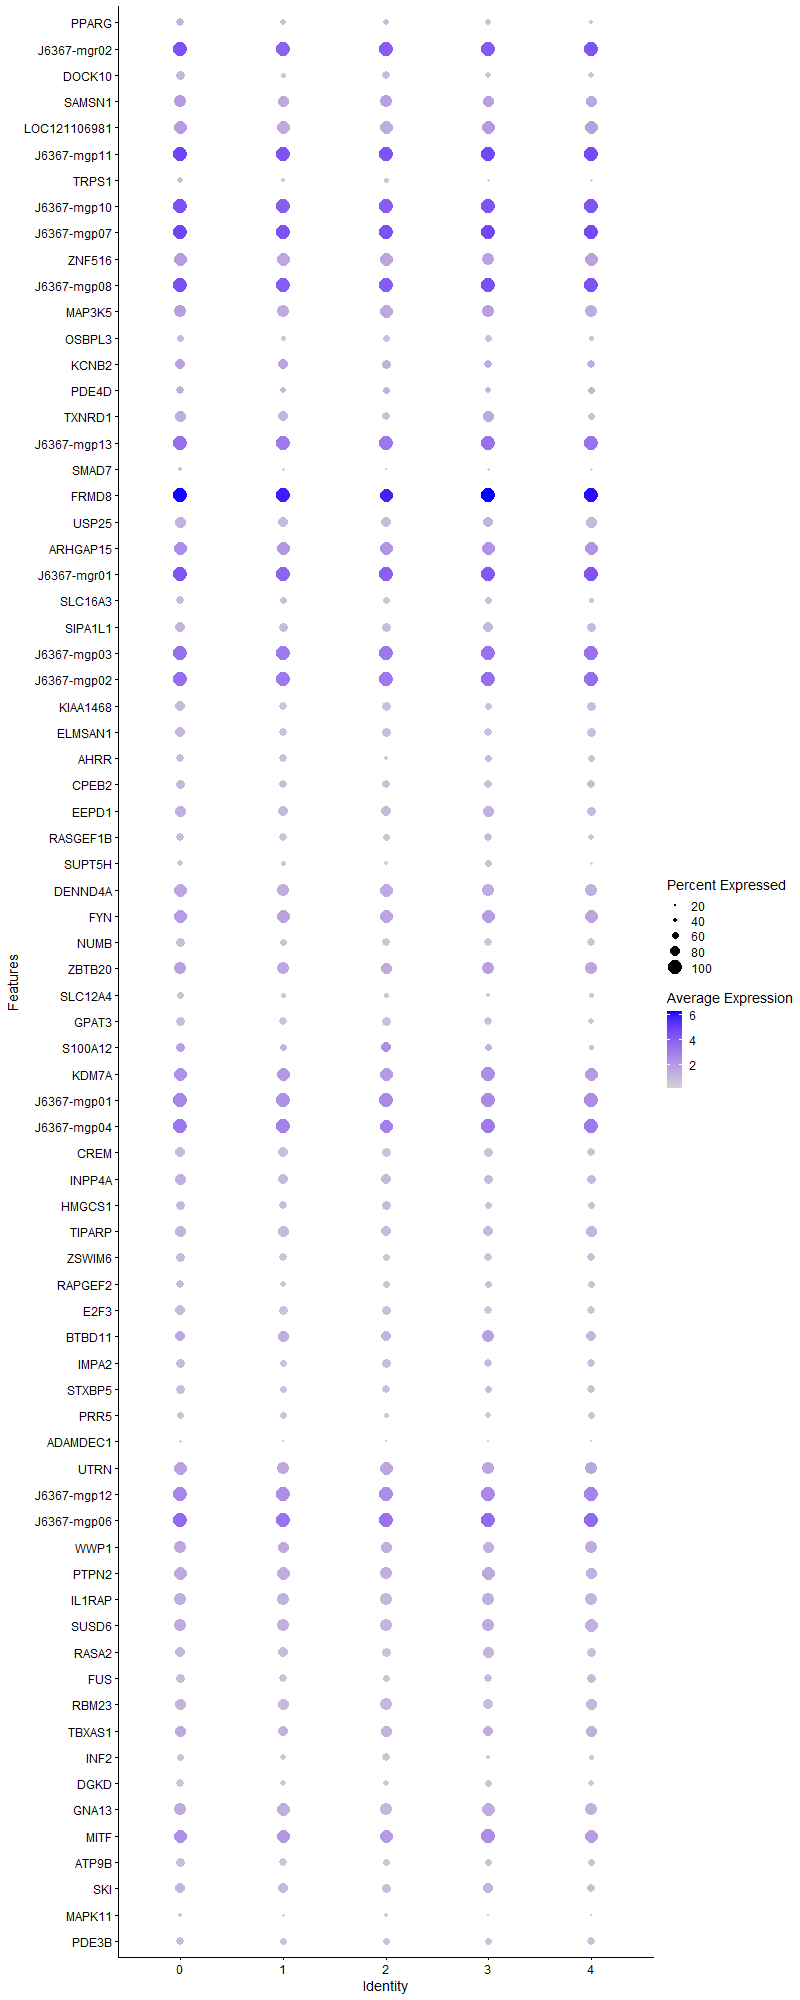 PPARG
J6367-mgr02
DOCK10
SAMSN1
LOC121106981
J6367-mgp11
TRPS1
J6367-mgp10
J6367-mgp07
ZNF516
J6367-mgp08
MAP3K5
OSBPL3
KCNB2
PDE4D
TXNRD1
J6367-mgp13
SMAD7
FRMD8
USP25
ARHGAP15
J6367-mgr01
SLC16A3
SIPA1L1
J6367-mgp03
J6367-mgp02
KIAA1468
ELMSAN1
AHRR
CPEB2
EEPD1
RASGEF1B
SUPT5H
DENND4A
FYN
NUMB
ZBTB20
SLC12A4
GPAT3
S100A12
KDM7A
J6367-mgp01
J6367-mgp04
CREM
INPP4A
HMGCS1
TIPARP
ZSWIM6
RAPGEF2
E2F3
BTBD11
IMPA2
STXBP5
PRR5
ADAMDEC1
UTRN
J6367-mgp12
J6367-mgp06
WWP1
PTPN2
IL1RAP
SUSD6
RASA2
FUS
RBM23
TBXAS1
INF2
DGKD
GNA13
MITF
ATP9B
SKI
MAPK11
PDE3B
Features
0 1 2 3 4
Identity
Percent Expressed
20
40
60
80
100
Average Expression
6
4
2